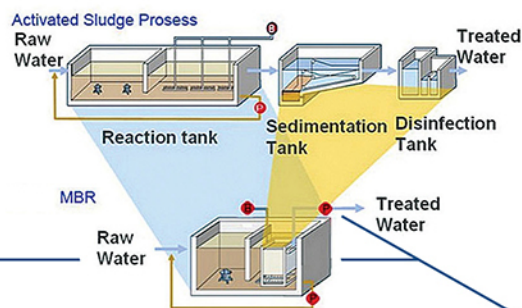 Activated Sludge Prosess
Raw
Water
B
Treated
Water
P
Reaction tank
Sedimentation
Tank
Disinfection
Tank
MBR
B
P
Treated
Water
Raw
Water
P